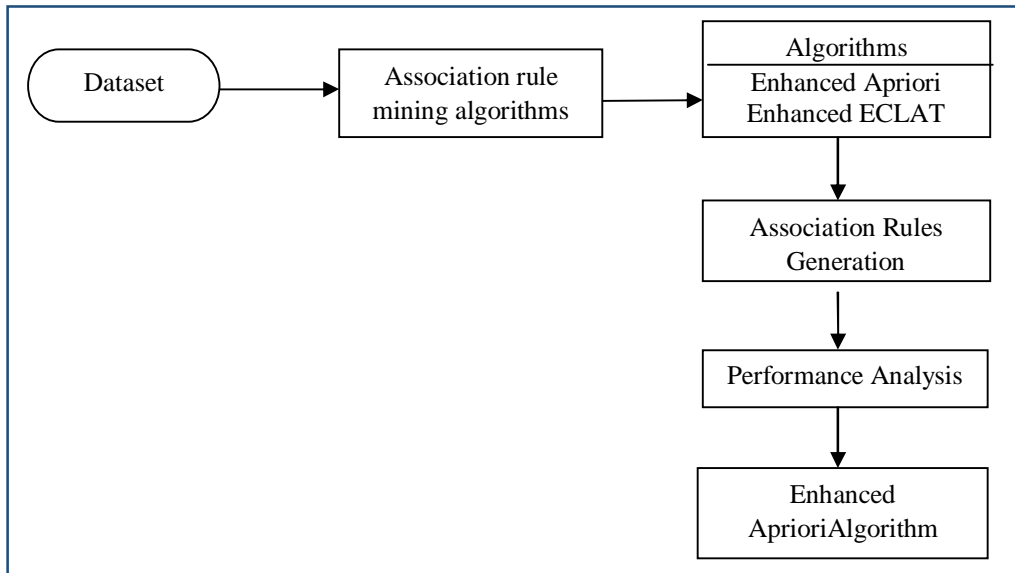 Dataset
Association rule
mining algorithms
Algorithms
Enhanced Apriori
Enhanced ECLAT
Association Rules
Generation
Performance Analysis
Enhanced
AprioriAlgorithm